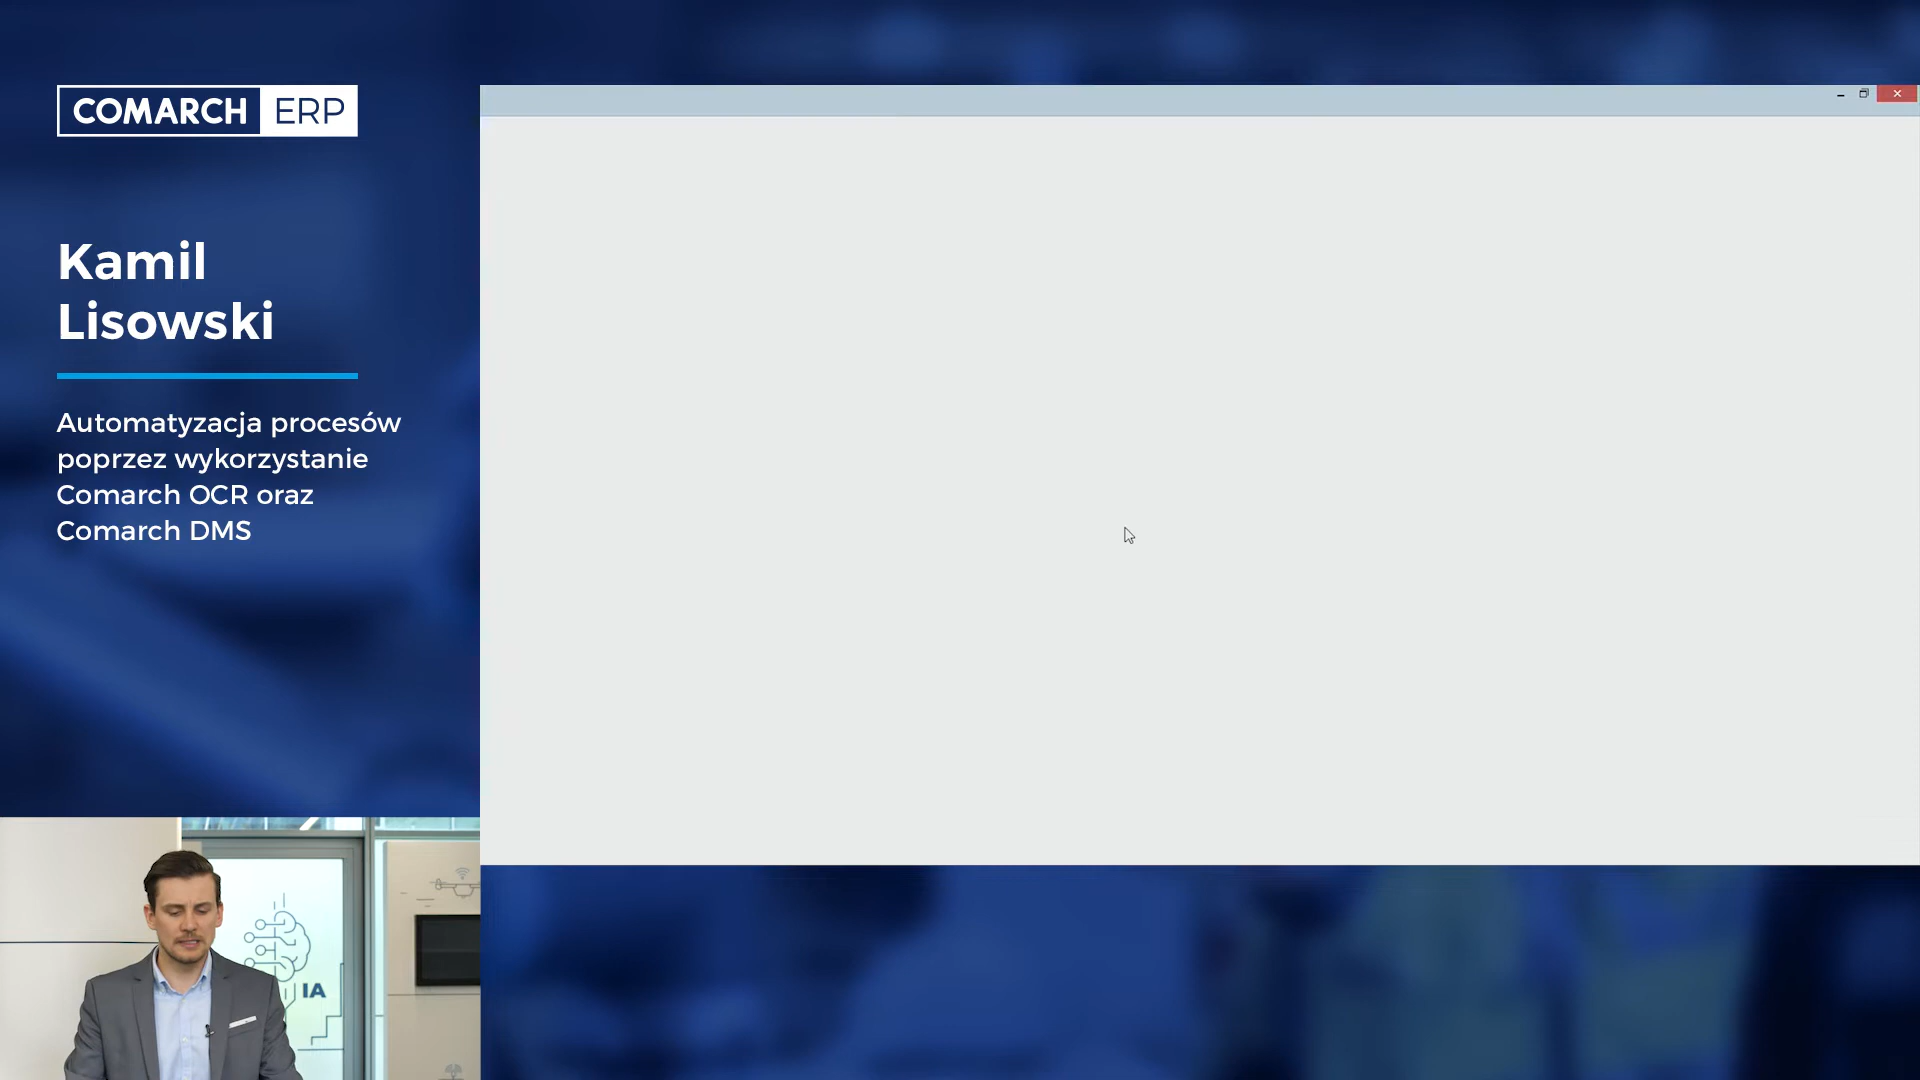 COMARCH ERP
Kamil
Lisowski
Automatyzacja procesów
poprzez wykorzystanie
Comarch OCR oraz
Comarch DMS
IA